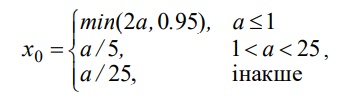 min(2a, 0.95), a ≤ 1
x₀ = { a / 5, 1 < a < 25 ,
a / 25, інакше